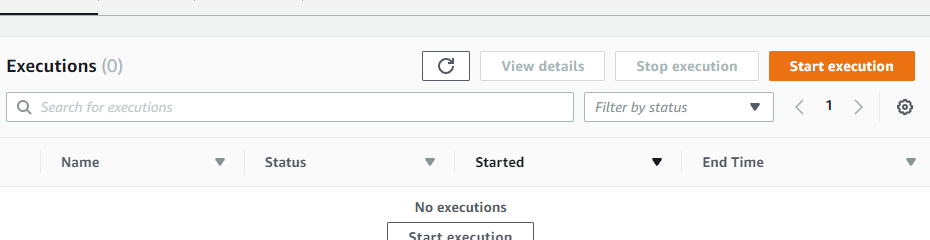 Executions (0)
View details
Stop execution
Start execution
Search for executions
Filter by status
1
Name
Status
Started
End Time
No executions
Start execution